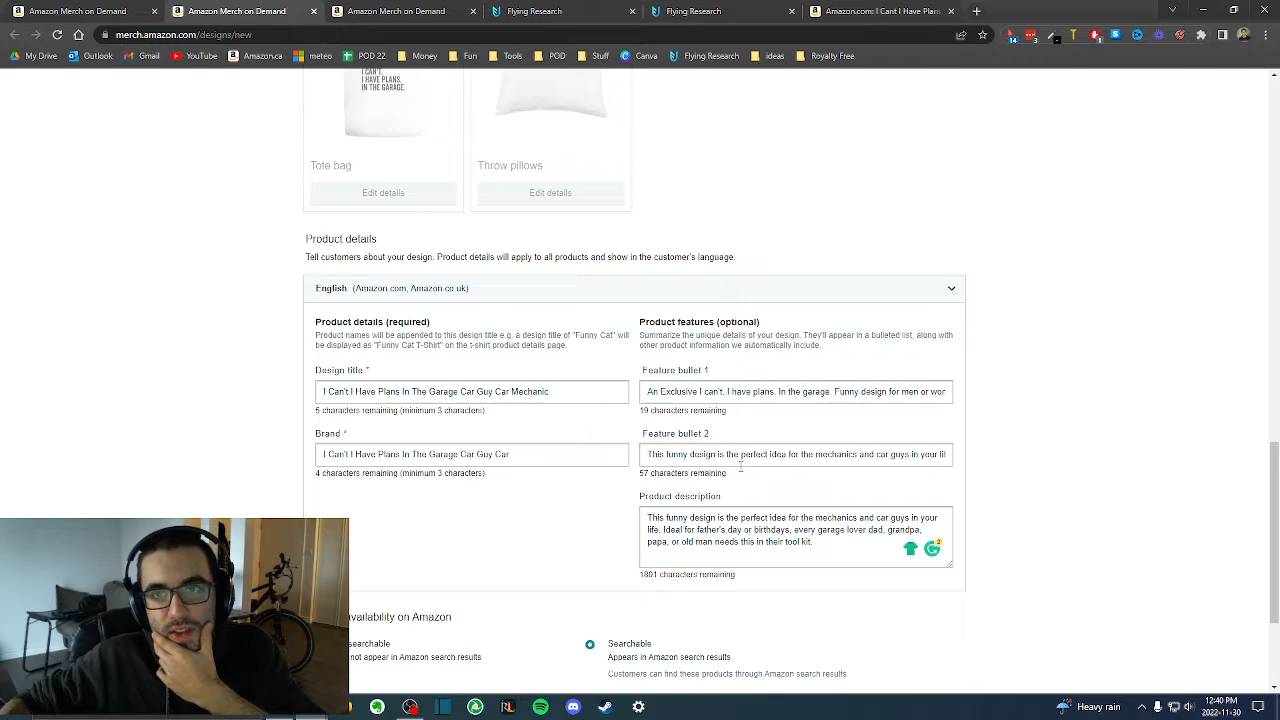 Amazon Merch on Demand
Amazon Merch on Demand
Amazon Merch on Demand
Flying Research
Flying Research
Amazon.com: I Cant I Have Plan
merch.amazon.com/designs/new
My Drive
Outlook
Gmail
YouTube
Amazon.ca
meteo
POD 22
Money
Fun
Tools
POD
Stuff
Canva
Flying Research
ideas
Royalty Free
I CAN'T.
I HAVE PLANS.
IN THE GARAGE.
Tote bag
Throw pillows
Edit details
Edit details
Product details
Tell customers about your design. Product details will apply to all products and show in the customer's language.
English (Amazon.com, Amazon.co.uk)
Product details (required)
Product names will be appended to this design title e.g. a design title of "Funny Cat" will
be displayed as "Funny Cat T-Shirt" on the t-shirt product details page.
Design title *
I Can't I Have Plans In The Garage Car Guy Car Mechanic
5 characters remaining (minimum 3 characters)
Brand *
I Can't I Have Plans In The Garage Car Guy Car
4 characters remaining (minimum 3 characters)
Product features (optional)
Summarize the unique details of your design. They'll appear in a bulleted list, along with
other product information we automatically include.
Feature bullet 1
An Exclusive I can't. I have plans. In the garage. Funny design for men or wor
19 characters remaining
Feature bullet 2
This funny design is the perfect idea for the mechanics and car guys in your lif
57 characters remaining
Product description
This funny design is the perfect idea for the mechanics and car guys in your
life. Ideal for father's day or birthdays, every garage lover dad, grandpa,
papa, or old man needs this in their tool kit.
2
1801 characters remaining
vailability on Amazon
searchable
not appear in Amazon search results
Searchable
Appears in Amazon search results
Customers can find these products through Amazon search results
Heavy rain
12:40 PM
2022-11-30